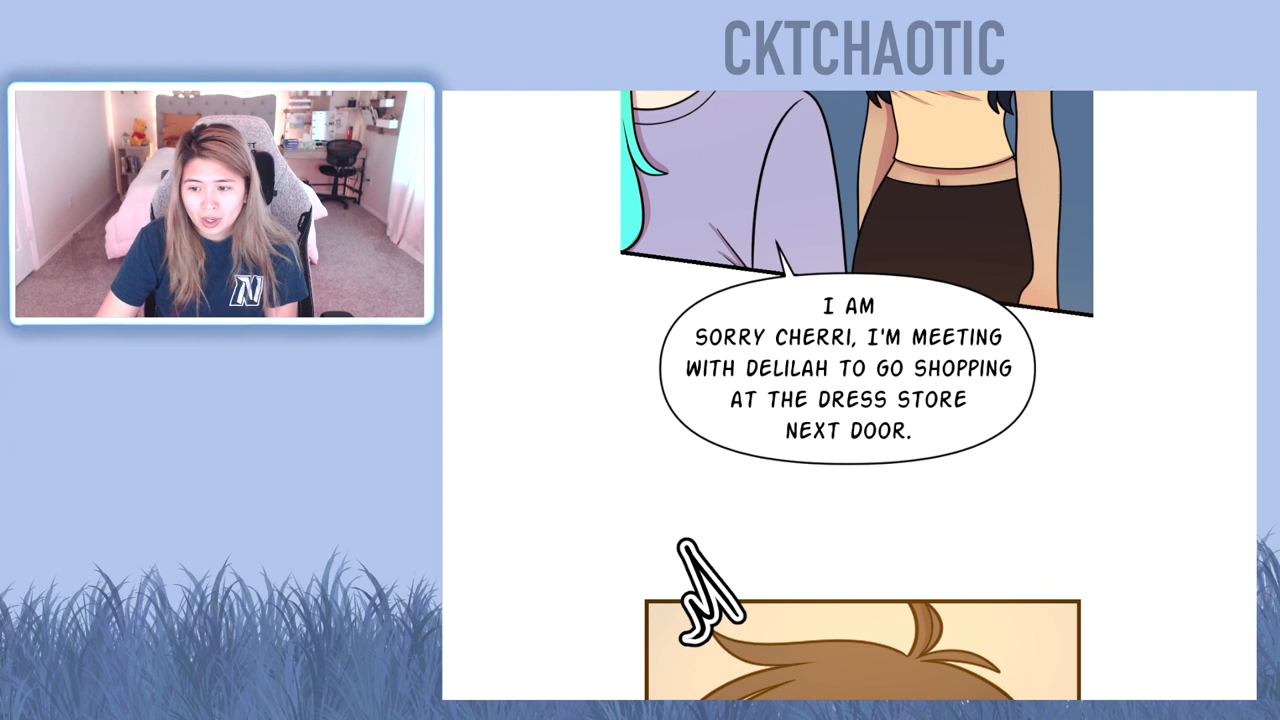 CKTCHAOTIC
N
I AM
SORRY CHERRI, I'M MEETING
WITH DELILAH TO GO SHOPPING
AT THE DRESS STORE
NEXT DOOR.